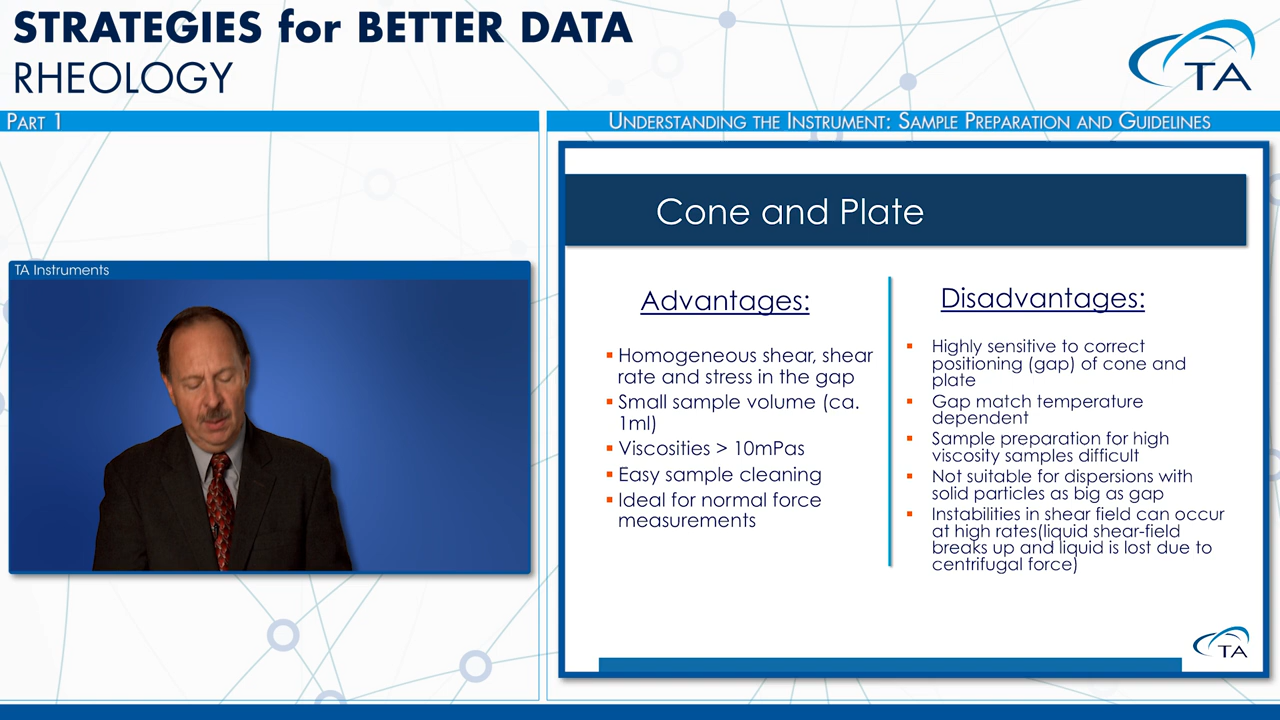 STRATEGIES for BETTER DATA
RHEOLOGY
TA
PART 1
UNDERSTANDING THE INSTRUMENT: SAMPLE PREPARATION AND GUIDELINES
TA Instruments
Cone and Plate
Advantages:
▪ Homogeneous shear, shear
rate and stress in the gap
▪ Small sample volume (ca.
1ml)
▪ Viscosities > 10mPas
▪ Easy sample cleaning
▪ Ideal for normal force
measurements
Disadvantages:
▪ Highly sensitive to correct
positioning (gap) of cone and
plate
▪ Gap match temperature
dependent
▪ Sample preparation for high
viscosity samples difficult
▪ Not suitable for dispersions with
solid particles as big as gap
▪ Instabilities in shear field can occur
at high rates(liquid shear-field
breaks up and liquid is lost due to
centrifugal force)
TA